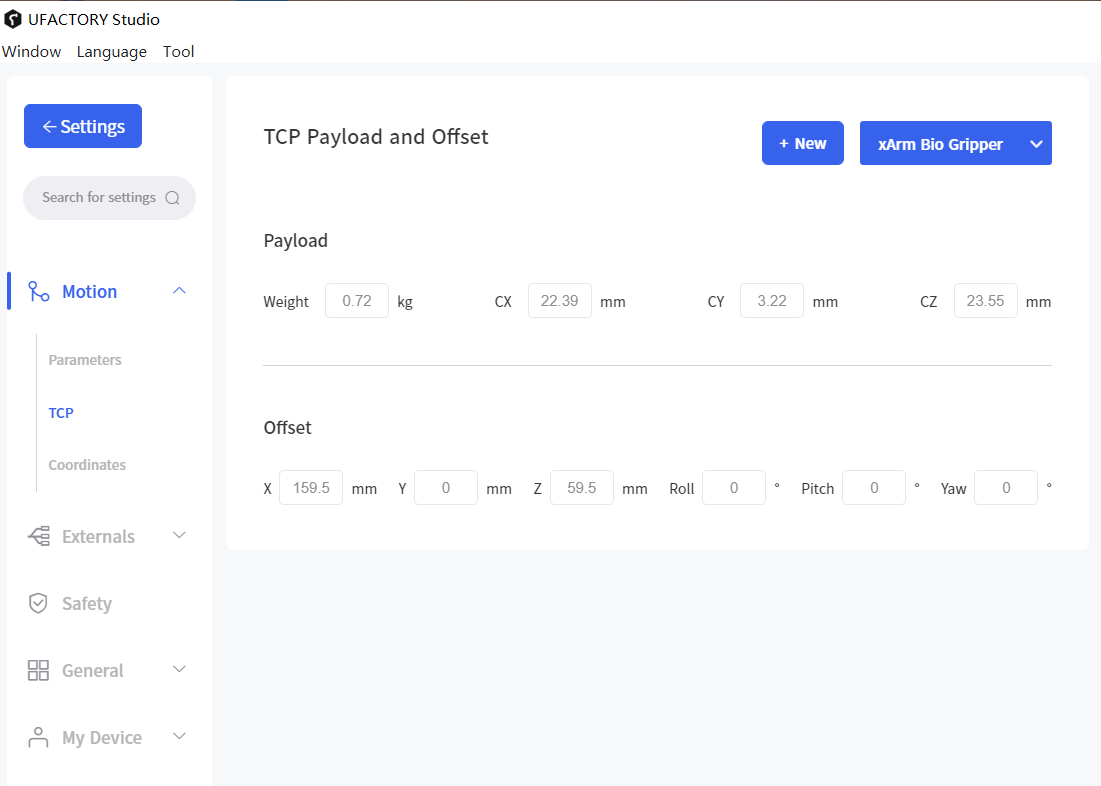 UFACTORY Studio
Window Language Tool
Settings
Search for settings
Motion
Parameters
TCP
Coordinates
Externals
Safety
General
My Device
TCP Payload and Offset
+ New
xArm Bio Gripper
Payload
Weight 0.72 kg CX 22.39 mm CY 3.22 mm CZ 23.55 mm
Offset
X 159.5 mm Y 0 mm Z 59.5 mm Roll 0 ° Pitch 0 ° Yaw 0 °